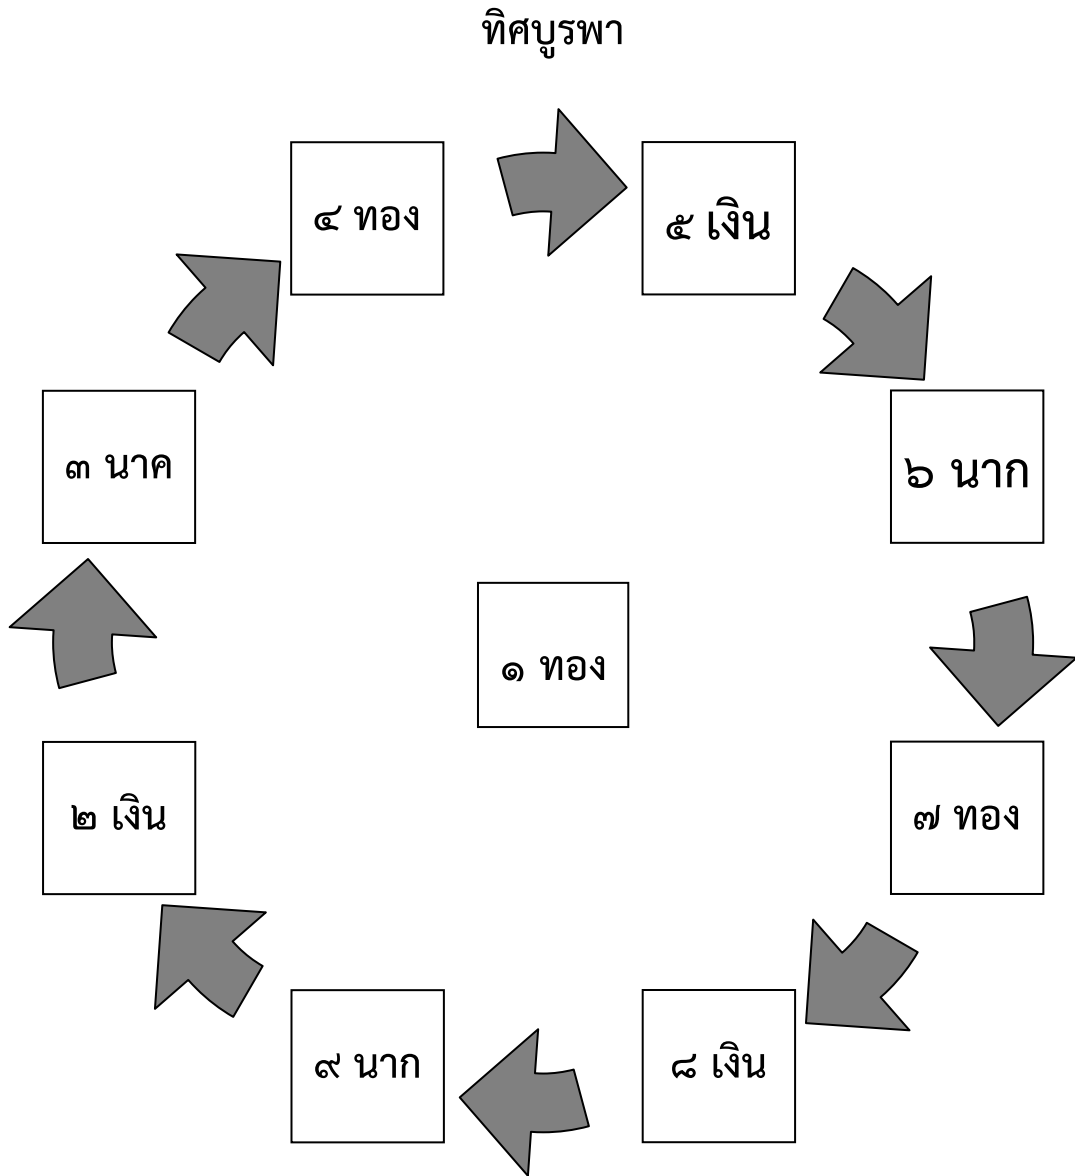 ทิศบูรพา
๔ ทอง
๕ เงิน
๓ นาค
๖ นาก
๑ ทอง
๒ เงิน
๗ ทอง
๙ นาก
๘ เงิน